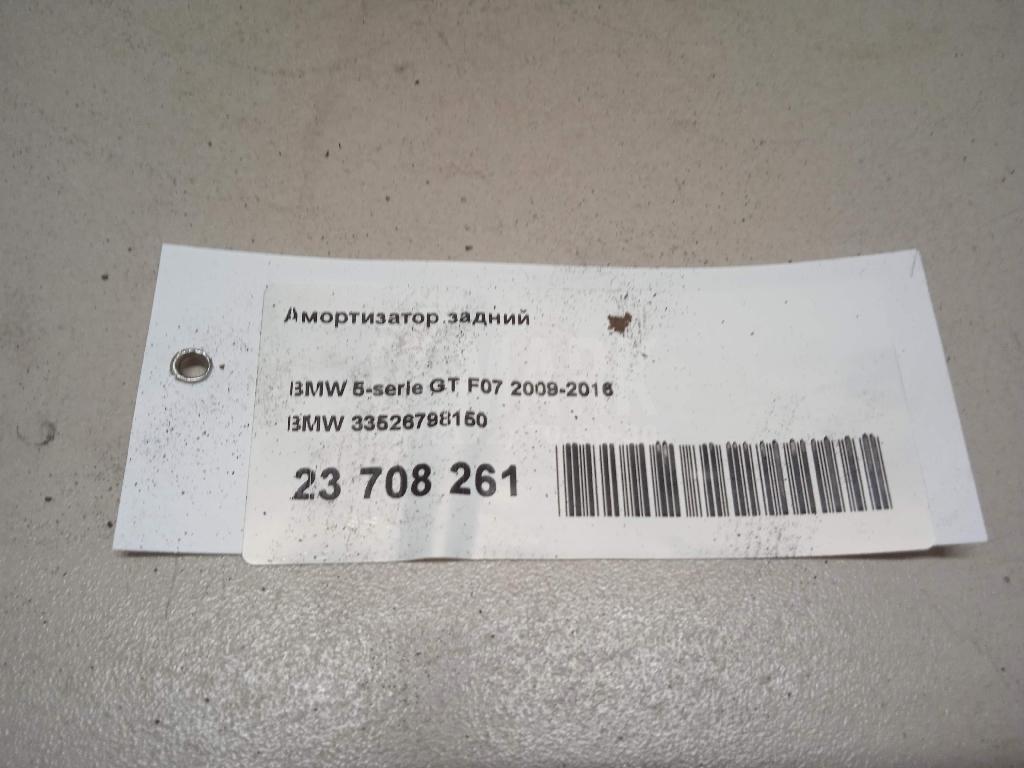 Амортизатор задний
BMW 5-serie GT F07 2009-2016
BMW 33526798150
23 708 261